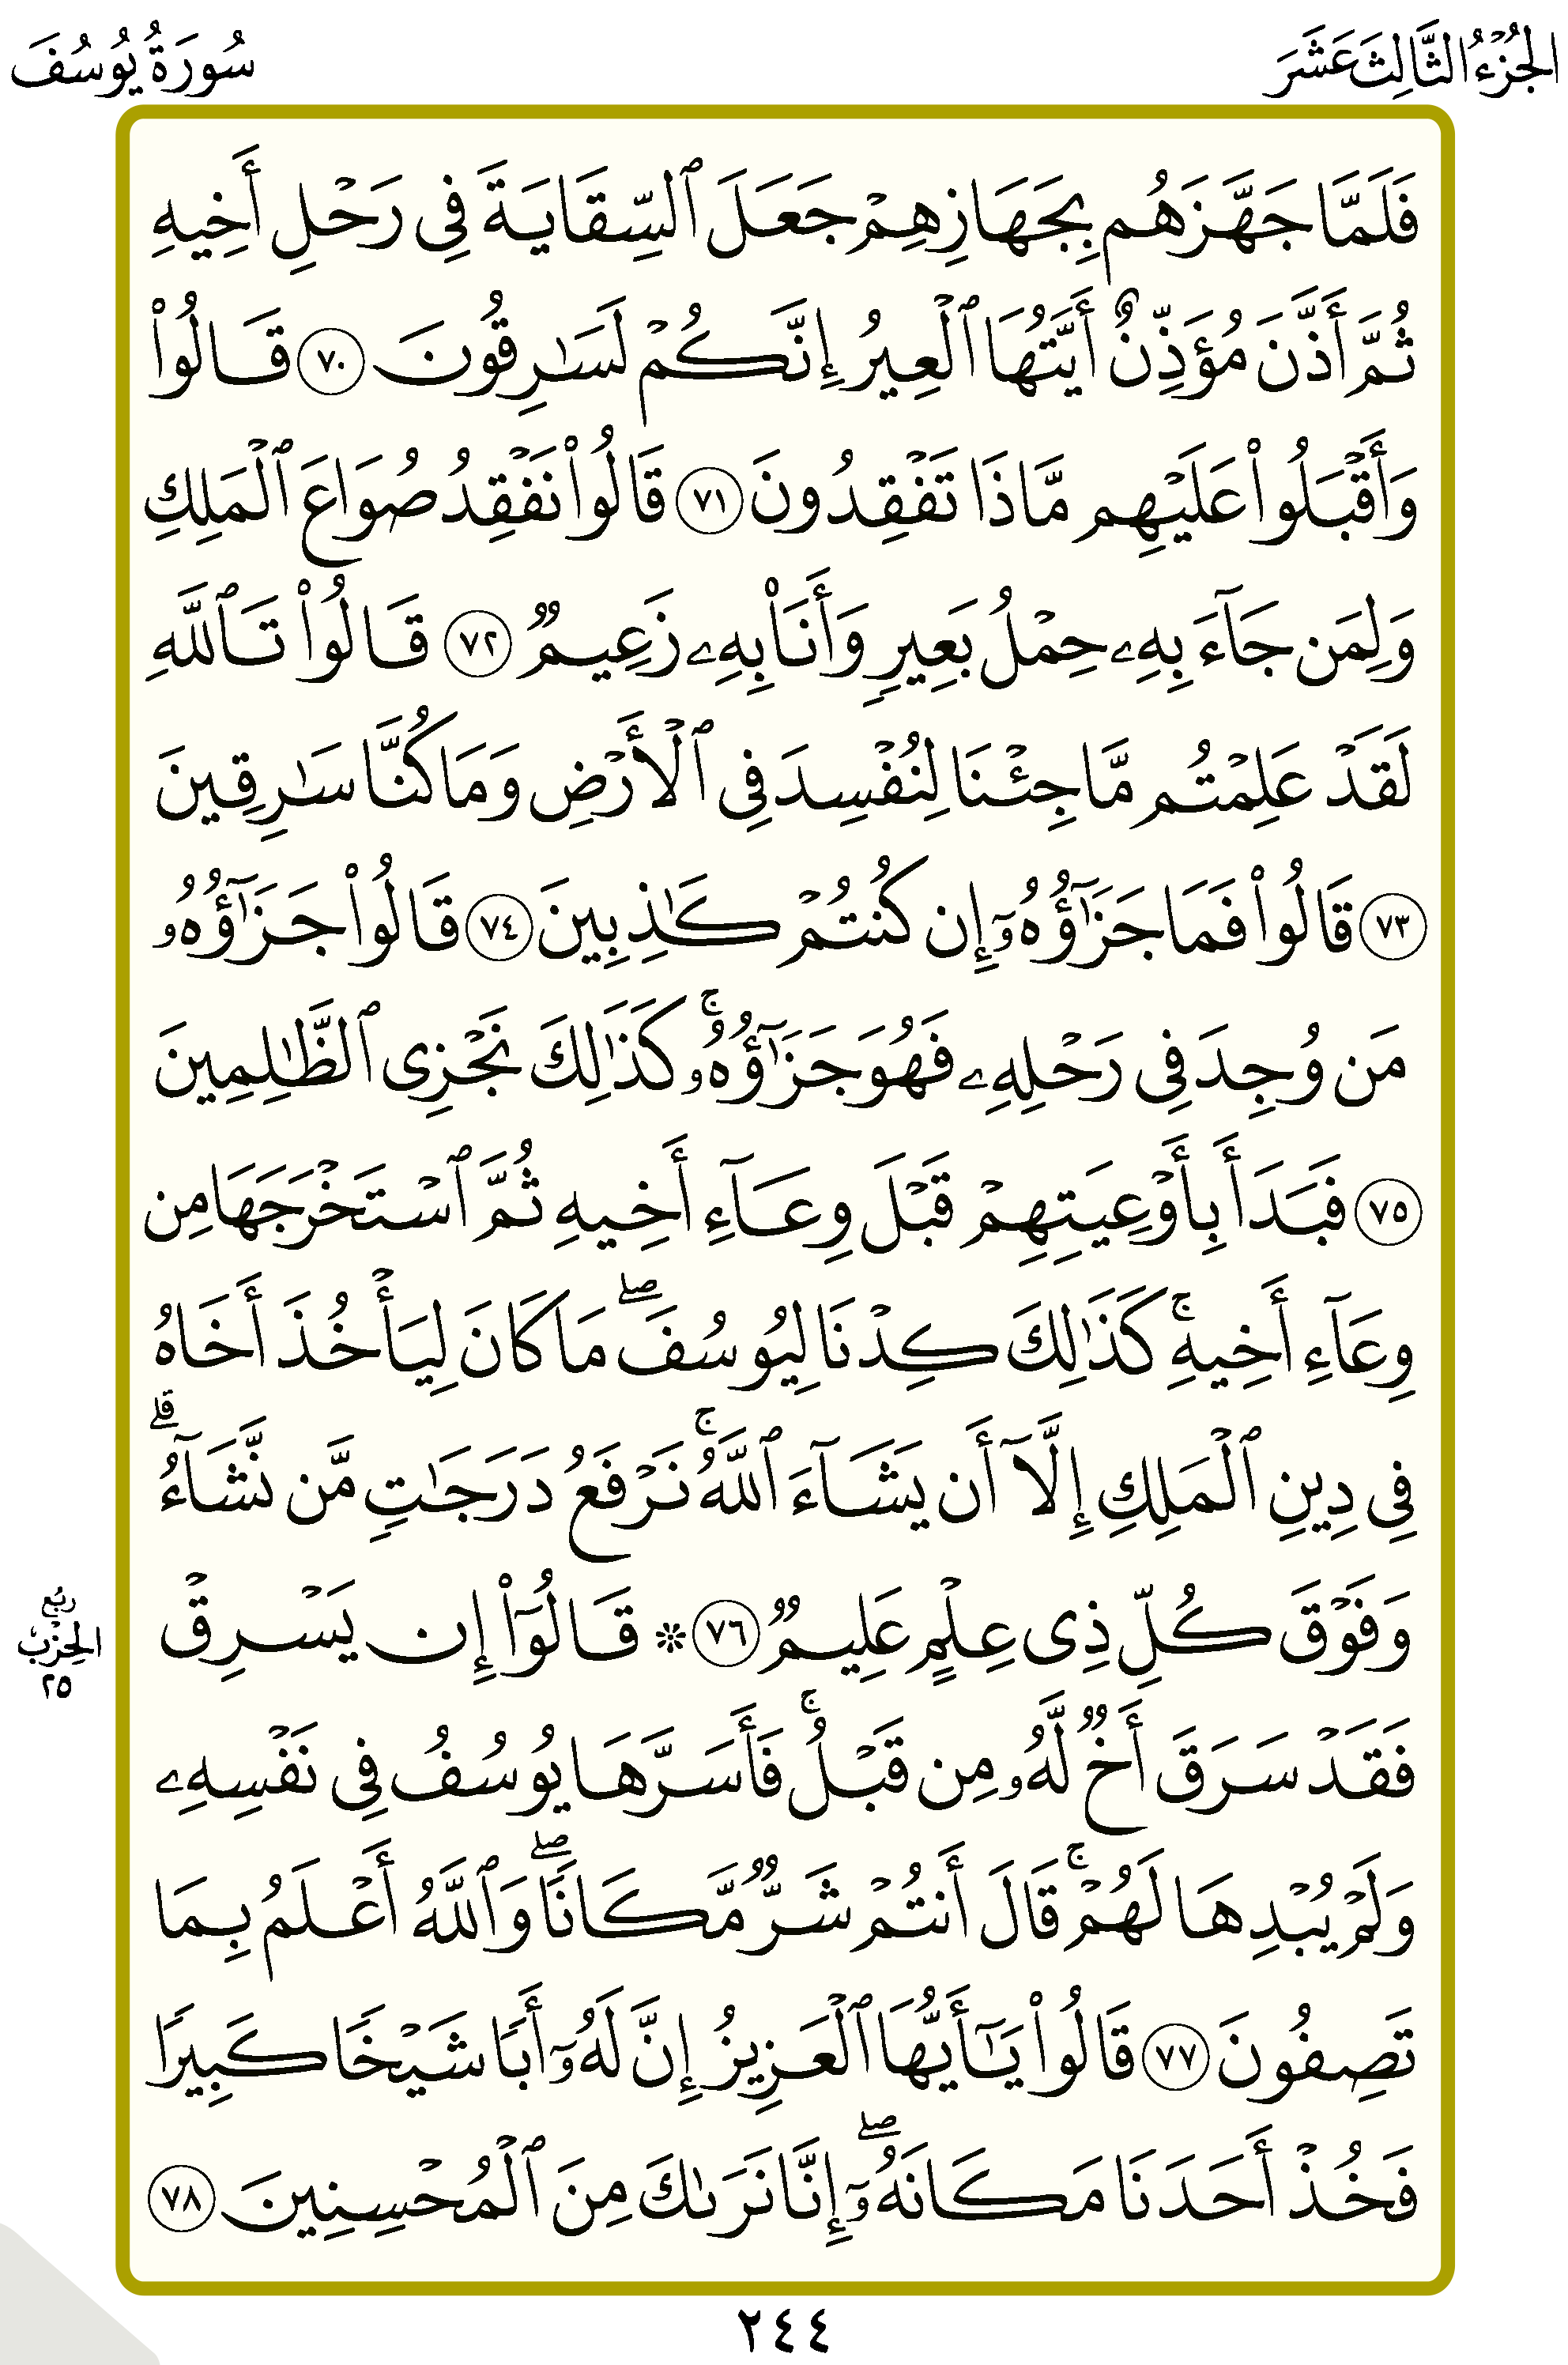 الجُزْءُ الثَّالِثَ عَشَرَ
سُورَةُ يُوسُفَ
فَلَمَّا جَهَّزَهُم بِجَهَازِهِمۡ جَعَلَ ٱلسِّقَايَةَ فِي رَحۡلِ أَخِيهِ
ثُمَّ أَذَّنَ مُؤَذِّنٌ أَيَّتُهَا ٱلۡعِيرُ إِنَّكُمۡ لَسَٰرِقُونَ ٧٠ قَالُواْ
وَأَقۡبَلُواْ عَلَيۡهِم مَّاذَا تَفۡقِدُونَ ٧١ قَالُواْ نَفۡقِدُ صُوَاعَ ٱلۡمَلِكِ
وَلِمَن جَآءَ بِهِۦ حِمۡلُ بَعِيرٖ وَأَنَا۠ بِهِۦ زَعِيمٞ ٧٢ قَالُواْ تَٱللَّهِ
لَقَدۡ عَلِمۡتُم مَّا جِئۡنَا لِنُفۡسِدَ فِي ٱلۡأَرۡضِ وَمَا كُنَّا سَٰرِقِينَ
٧٣ قَالُواْ فَمَا جَزَٰٓؤُهُۥٓ إِن كُنتُمۡ كَٰذِبِينَ ٧٤ قَالُواْ جَزَٰٓؤُهُۥ
مَن وُجِدَ فِي رَحۡلِهِۦ فَهُوَ جَزَٰٓؤُهُۥۚ كَذَٰلِكَ نَجۡزِي ٱلظَّٰلِمِينَ
٧٥ فَبَدَأَ بِأَوۡعِيَتِهِمۡ قَبۡلَ وِعَآءِ أَخِيهِ ثُمَّ ٱسۡتَخۡرَجَهَا مِن
وِعَآءِ أَخِيهِۚ كَذَٰلِكَ كِدۡنَا لِيُوسُفَۖ مَا كَانَ لِيَأۡخُذَ أَخَاهُ
فِي دِينِ ٱلۡمَلِكِ إِلَّآ أَن يَشَآءَ ٱللَّهُۚ نَرۡفَعُ دَرَجَٰتٖ مَّن نَّشَآءُۗ
وَفَوۡقَ كُلِّ ذِي عِلۡمٍ عَلِيمٞ ٧٦ ۞ قَالُوٓاْ إِن يَسۡرِقۡ
فَقَدۡ سَرَقَ أَخٞ لَّهُۥ مِن قَبۡلُۚ فَأَسَرَّهَا يُوسُفُ فِي نَفۡسِهِۦ
وَلَمۡ يُبۡدِهَا لَهُمۡۚ قَالَ أَنتُمۡ شَرّٞ مَّكَانٗاۖ وَٱللَّهُ أَعۡلَمُ بِمَا
تَصِفُونَ ٧٧ قَالُواْ يَٰٓأَيُّهَا ٱلۡعَزِيزُ إِنَّ لَهُۥٓ أَبٗا شَيۡخٗا كَبِيرٗا
فَخُذۡ أَحَدَنَا مَكَانَهُۥٓۖ إِنَّا نَرَىٰكَ مِنَ ٱلۡمُحۡسِنِينَ ٧٨
ربع
الحزب
٢٥
٢٤٤